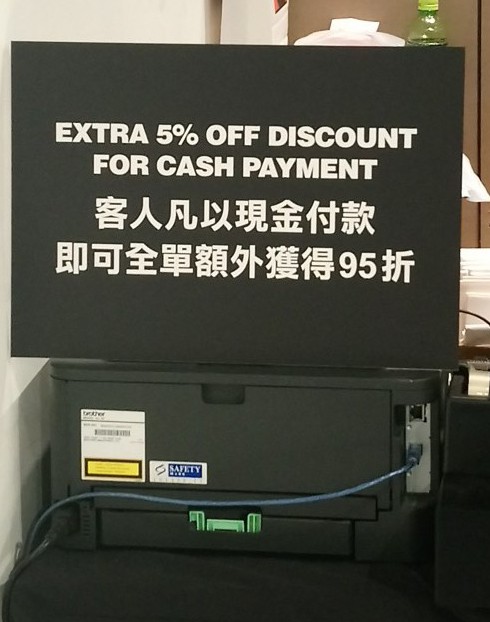 EXTRA 5% OFF DISCOUNT
FOR CASH PAYMENT
客人凡以現金付款
即可全單額外獲得95折
brother
SAFETY
MARK